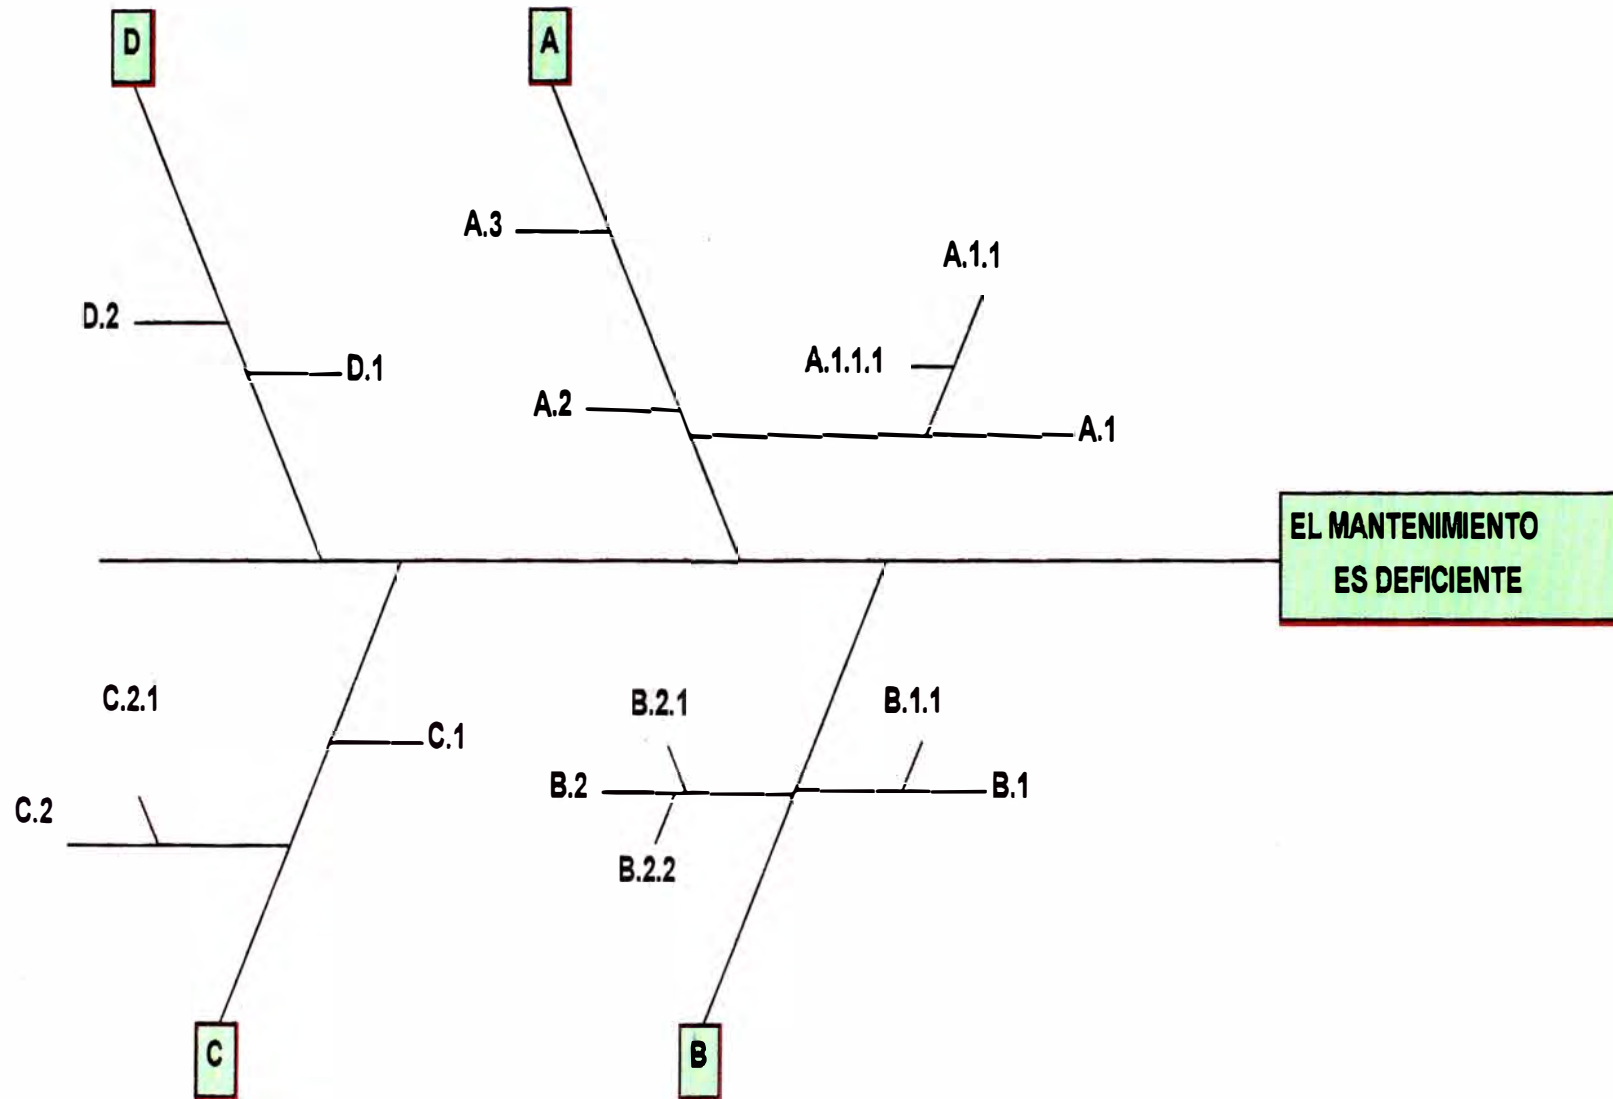 D
A
A.3
A.1.1
D.2
A.1.1.1
D.1
A.2
A.1
EL MANTENIMIENTO
ES DEFICIENTE
C.2.1
B.2.1
B.1.1
C.1
B.2
B.1
C.2
B.2.2
C
B